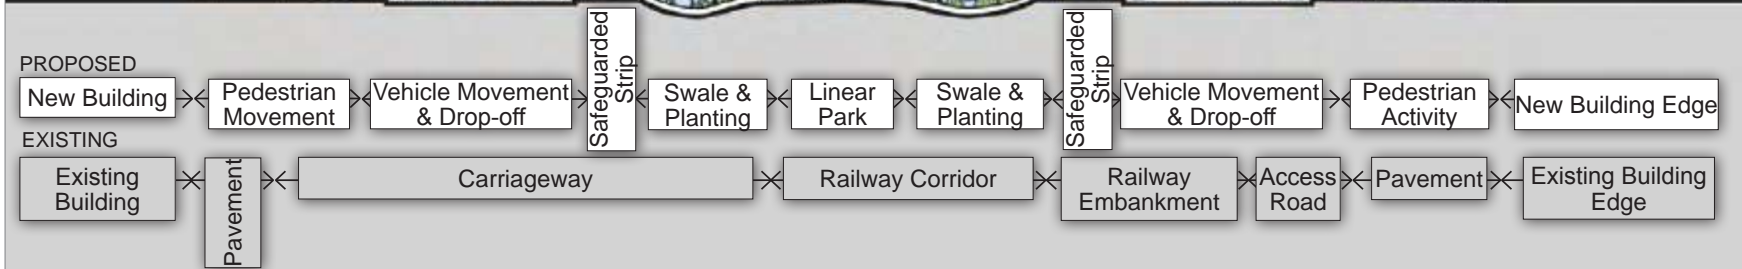 PROPOSED
New Building
Pedestrian
Movement
Vehicle Movement
& Drop-off
Safeguarded
Strip
Swale &
Planting
Linear
Park
Swale &
Planting
Safeguarded
Strip
Vehicle Movement
& Drop-off
Pedestrian
Activity
New Building Edge
EXISTING
Existing
Building
Pavement
Carriageway
Railway Corridor
Railway
Embankment
Access
Road
Pavement
Existing Building
Edge